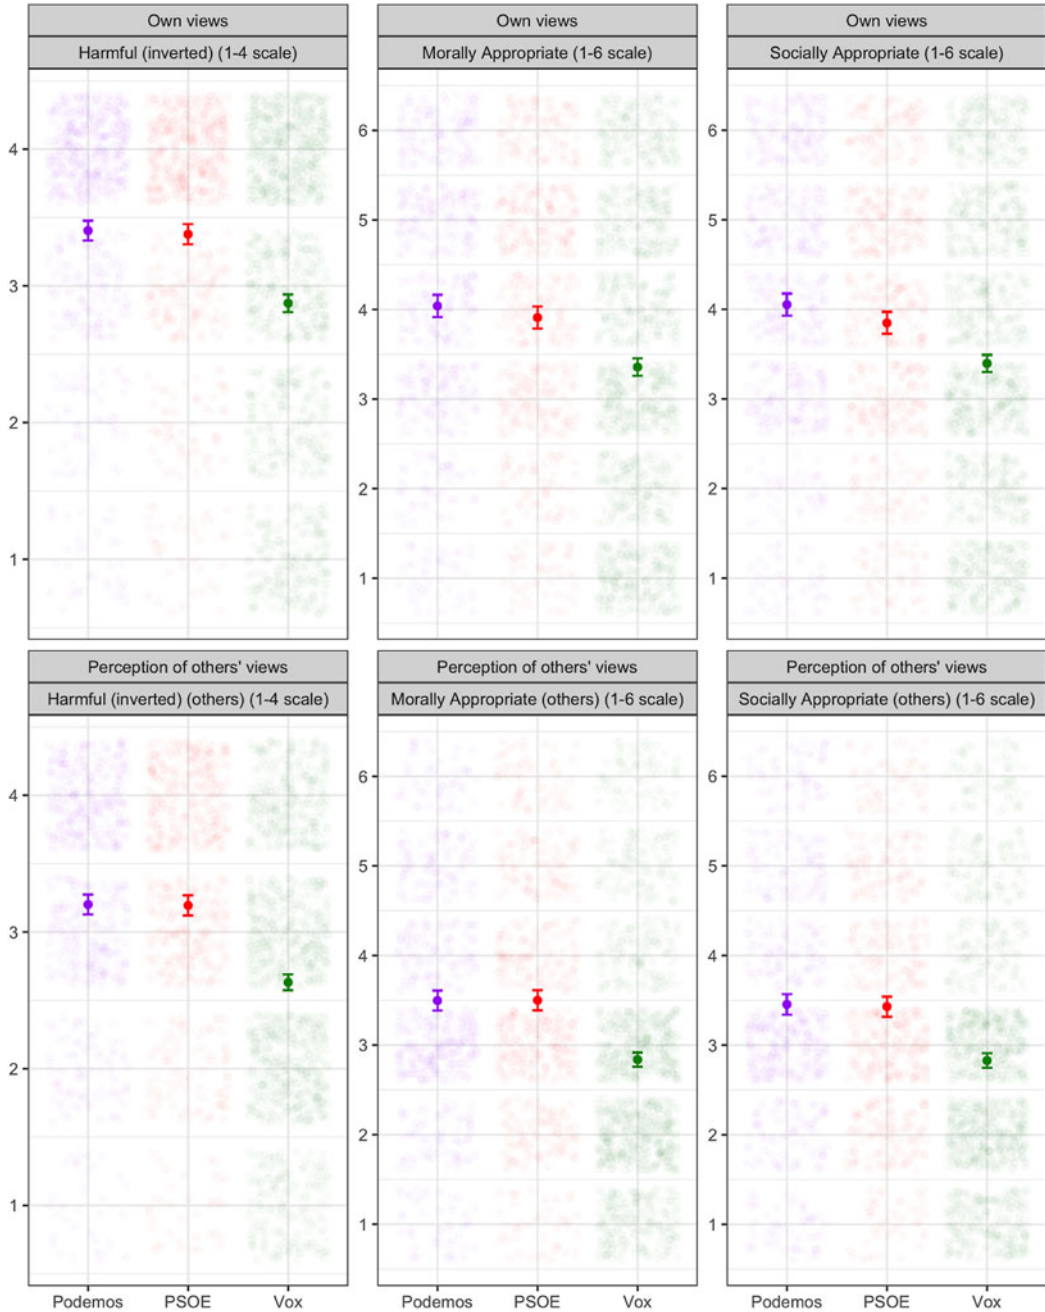 Own views
Harmful (inverted) (1-4 scale)
4
3
2
1
Own views
Morally Appropriate (1-6 scale)
6
5
4
3
2
1
Own views
Socially Appropriate (1-6 scale)
6
5
4
3
2
1
Perception of others' views
Harmful (inverted) (others) (1-4 scale)
4
3
2
1
Podemos PSOE Vox
Perception of others' views
Morally Appropriate (others) (1-6 scale)
6
5
4
3
2
1
Podemos PSOE Vox
Perception of others' views
Socially Appropriate (others) (1-6 scale)
6
5
4
3
2
1
Podemos PSOE Vox